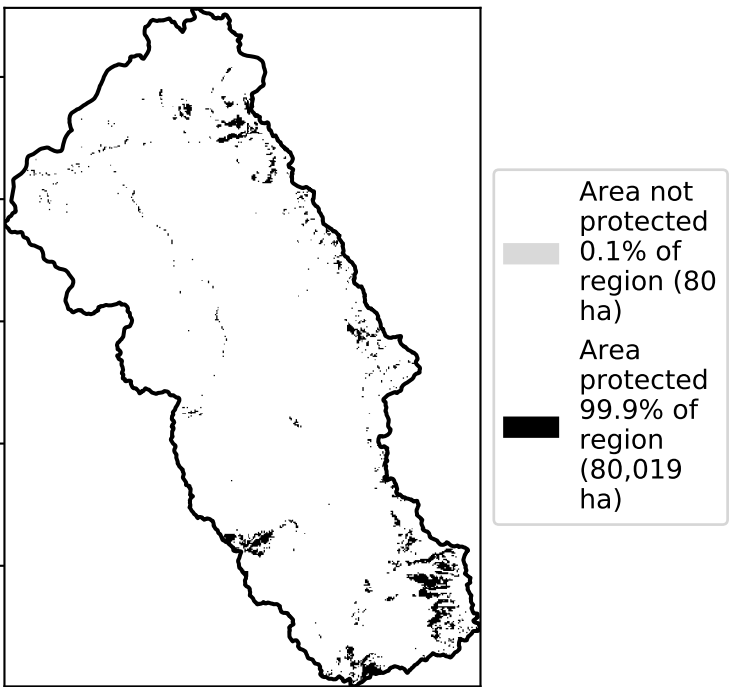 Area not
protected
0.1% of
region (80
ha)
Area
protected
99.9% of
region
(80,019
ha)